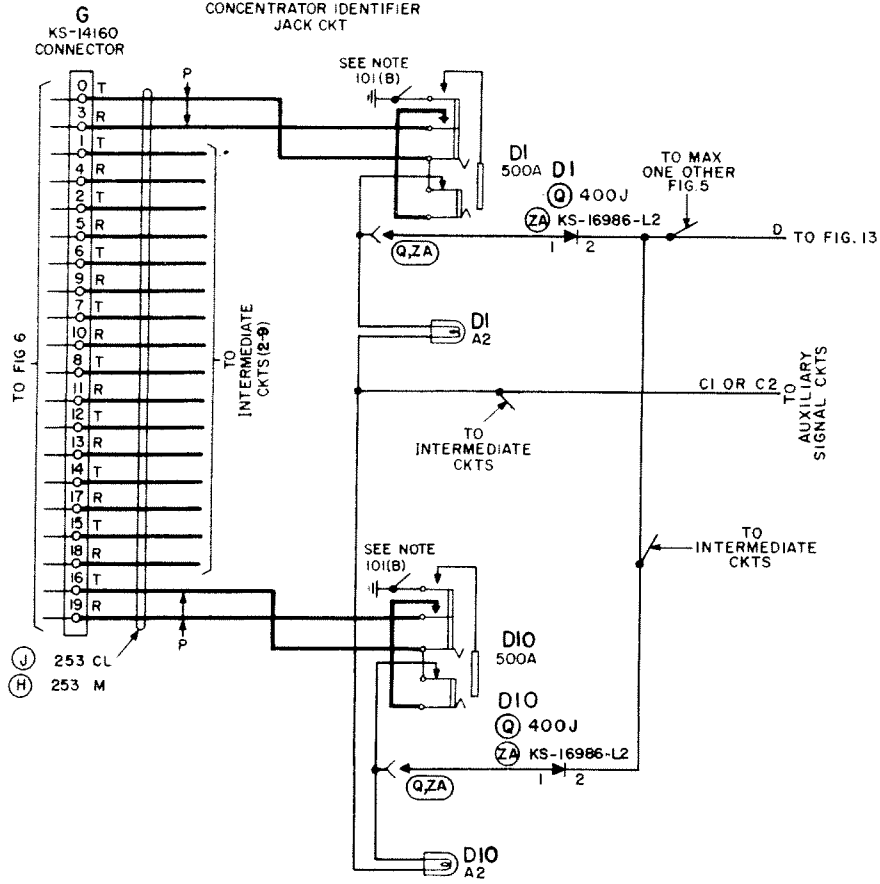 CONCENTRATOR IDENTIFIER
JACK CKT
G
KS-14160
CONNECTOR
0 T
3 R
1 T
4 R
2 T
5 R
6 T
9 R
7 T
10 R
8 T
11 R
12 T
13 R
14 T
17 R
15 T
18 R
16 T
19 R
P
P
TO FIG 6
TO
INTERMEDIATE
CKTS (2-9)
J 253 CL
H 253 M
SEE NOTE
101(B)
D1
500A
D1
Q 400J
ZA KS-16986-L2
1 2
Q,ZA
TO MAX
ONE OTHER
FIG.5
D TO FIG. 13
D1
A2
C1 OR C2
TO
AUXILIARY
SIGNAL CKTS
TO
INTERMEDIATE
CKTS
TO
INTERMEDIATE
CKTS
SEE NOTE
101(B)
D10
500A
D10
Q 400J
ZA KS-16986-L2
1 2
Q,ZA
D10
A2